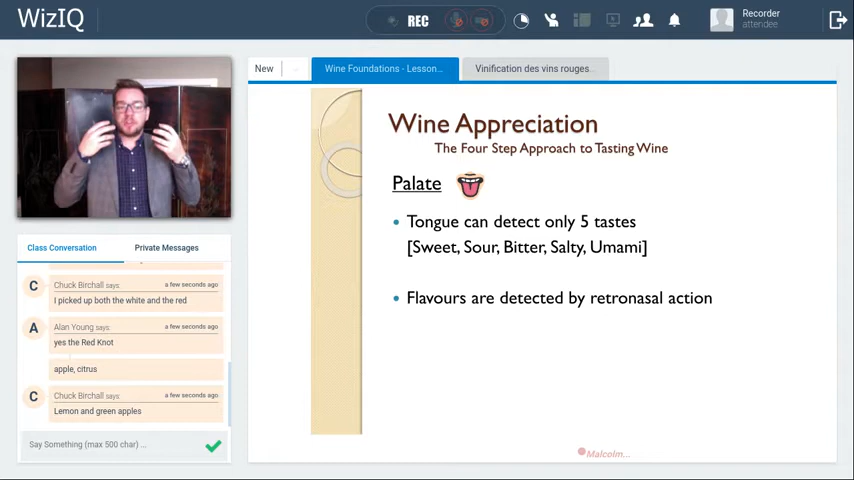 WizIQ
REC
Recorder
attendee
New
Wine Foundations - Lesson...
Vinification des vins rouges...
Wine Appreciation
The Four Step Approach to Tasting Wine
Palate
• Tongue can detect only 5 tastes
[Sweet, Sour, Bitter, Salty, Umami]
• Flavours are detected by retronasal action
Malcolm...
Class Conversation
Private Messages
C
Chuck Birchall says:
a few seconds ago
I picked up both the white and the red
A
Alan Young says:
a few seconds ago
yes the Red Knot
apple, citrus
C
Chuck Birchall says:
a few seconds ago
Lemon and green apples
Say Something (max 500 char) ...